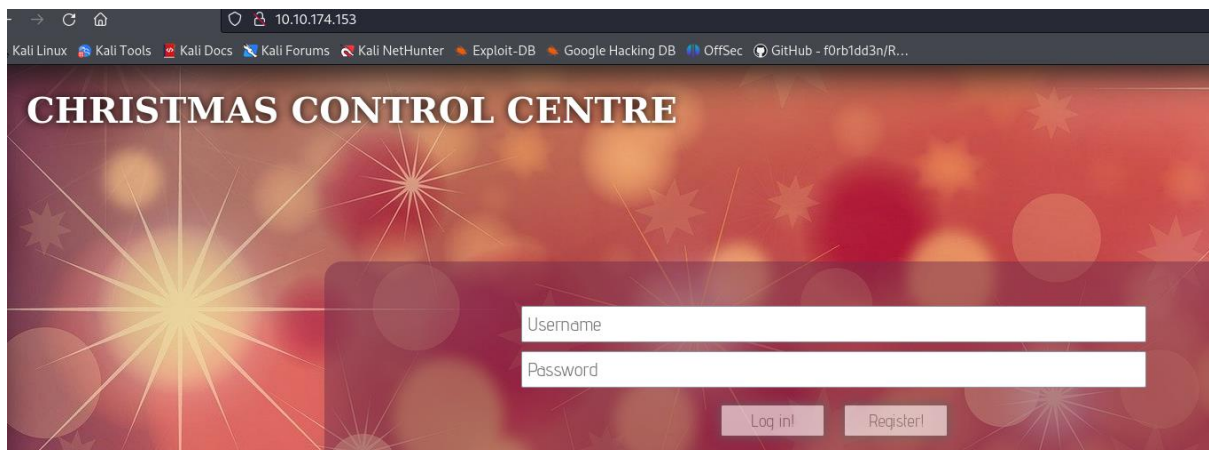 10.10.174.153
Kali Linux Kali Tools Kali Docs Kali Forums Kali NetHunter Exploit-DB Google Hacking DB OffSec GitHub - f0rb1dd3n/R...
CHRISTMAS CONTROL CENTRE
Username
Password
Log in! Register!